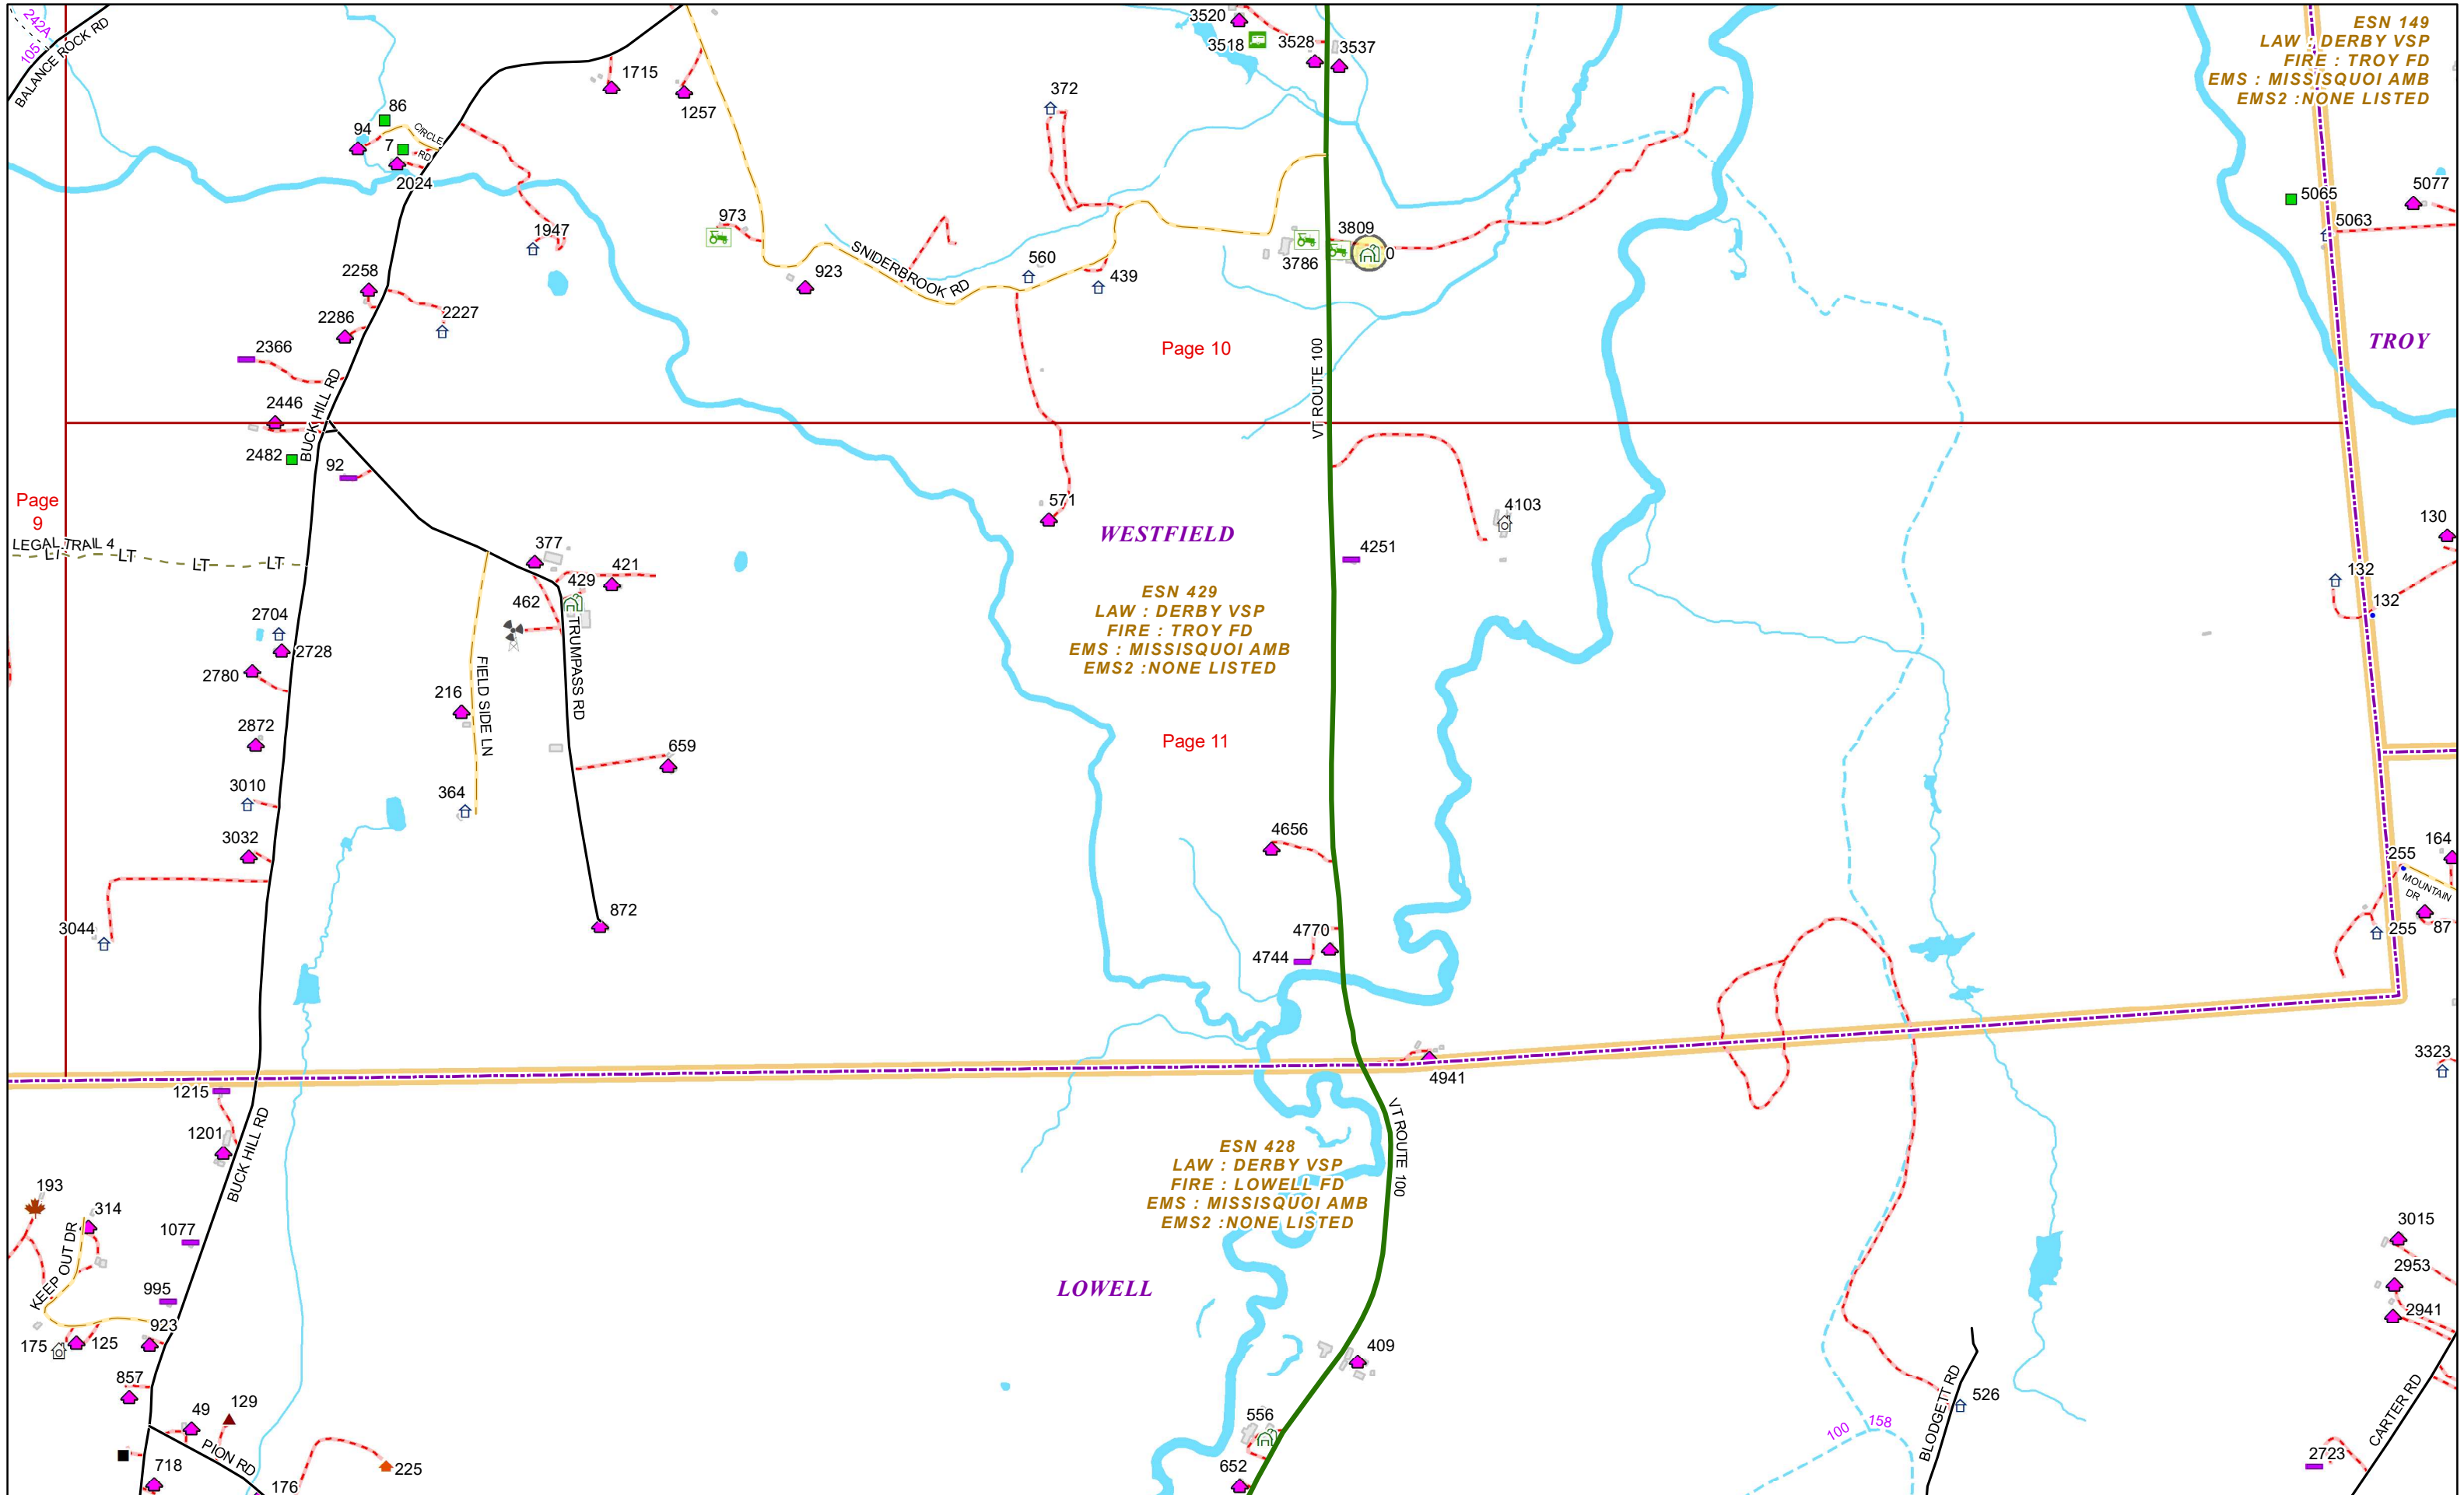 242A
105
BALANCE ROCK RD
3520
3518
3528
3537
ESN 149
LAW : DERBY VSP
FIRE : TROY FD
EMS : MISSISQUOI AMB
EMS2 :NONE LISTED
1715
1257
372
86
94
7
CIRCLE
RD
2024
5065
5077
5063
973
1947
3809
0
3786
560
439
923
SNIDERBROOK RD
2258
2227
2286
2366
Page 10
VT ROUTE 100
TROY
2446
BUCK HILL RD
2482
92
Page
9
571
4103
WESTFIELD
130
LEGAL TRAIL 4
LT
LT
LT
LT
377
421
429
462
4251
132
132
ESN 429
LAW : DERBY VSP
FIRE : TROY FD
EMS : MISSISQUOI AMB
EMS2 :NONE LISTED
2704
2728
2780
TRUMPASS RD
FIELD SIDE LN
216
2872
659
Page 11
3010
364
3032
4656
164
255
MOUNTAIN
DR
872
3044
4770
4744
255
87
4941
3323
1215
1201
BUCK HILL RD
VT ROUTE 100
ESN 428
LAW : DERBY VSP
FIRE : LOWELL FD
EMS : MISSISQUOI AMB
EMS2 :NONE LISTED
193
314
KEEP OUT DR
1077
3015
2953
LOWELL
995
2941
923
175
125
409
857
BLODGETT RD
526
CARTER RD
49
129
556
100
158
PION RD
718
225
176
652
2723